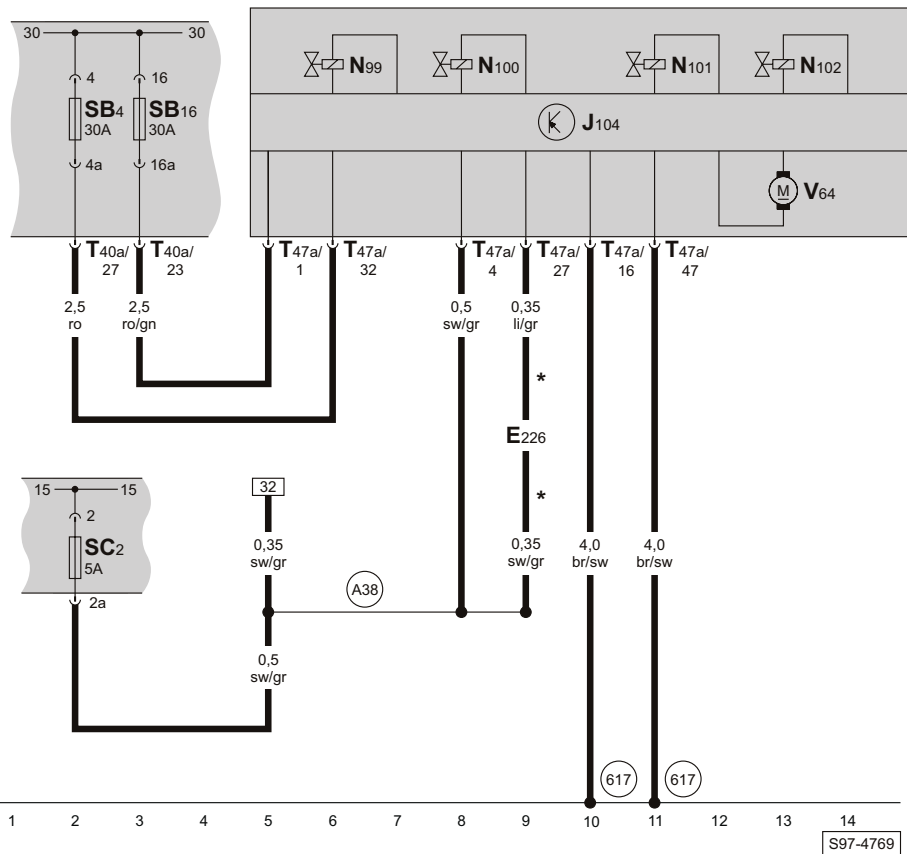 30 30
N99 N100 N101 N102
4 16
SB4 SB16
30A 30A
J104
4a 16a
M V64
T40a/ T40a/ T47a/ T47a/ T47a/ T47a/ T47a/ T47a/
27 23 1 32 4 27 16 47
2,5 2,5 0,5 0,35
ro ro/gn sw/gr li/gr
*
E226
15 15 32 *
2
SC2
5A
0,35 0,35 4,0 4,0
sw/gr sw/gr br/sw br/sw
2a A38
0,5
sw/gr
617 617
1 2 3 4 5 6 7 8 9 10 11 12 13 14
S97-4769